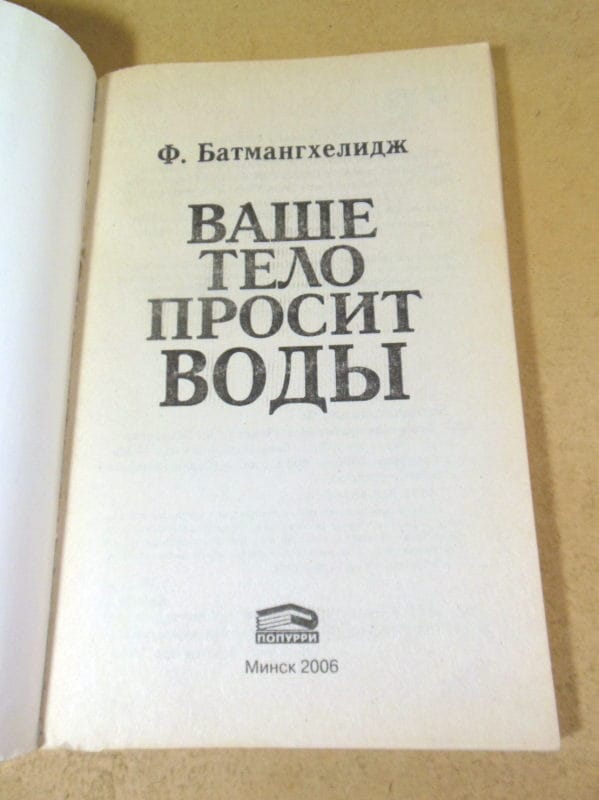 Ф. Батмангхелидж
ВАШЕ
ТЕЛО
ПРОСИТ
ВОДЫ
ПОПУРРИ
Минск 2006